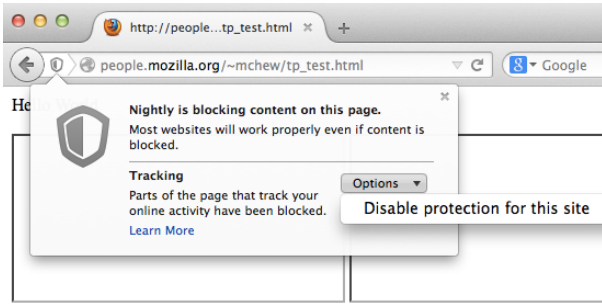 http://people...tp_test.html
people.mozilla.org/~mchew/tp_test.html
Google
Nightly is blocking content on this page.
Most websites will work properly even if content is
blocked.
Tracking
Parts of the page that track your
online activity have been blocked.
Learn More
Options
Disable protection for this site